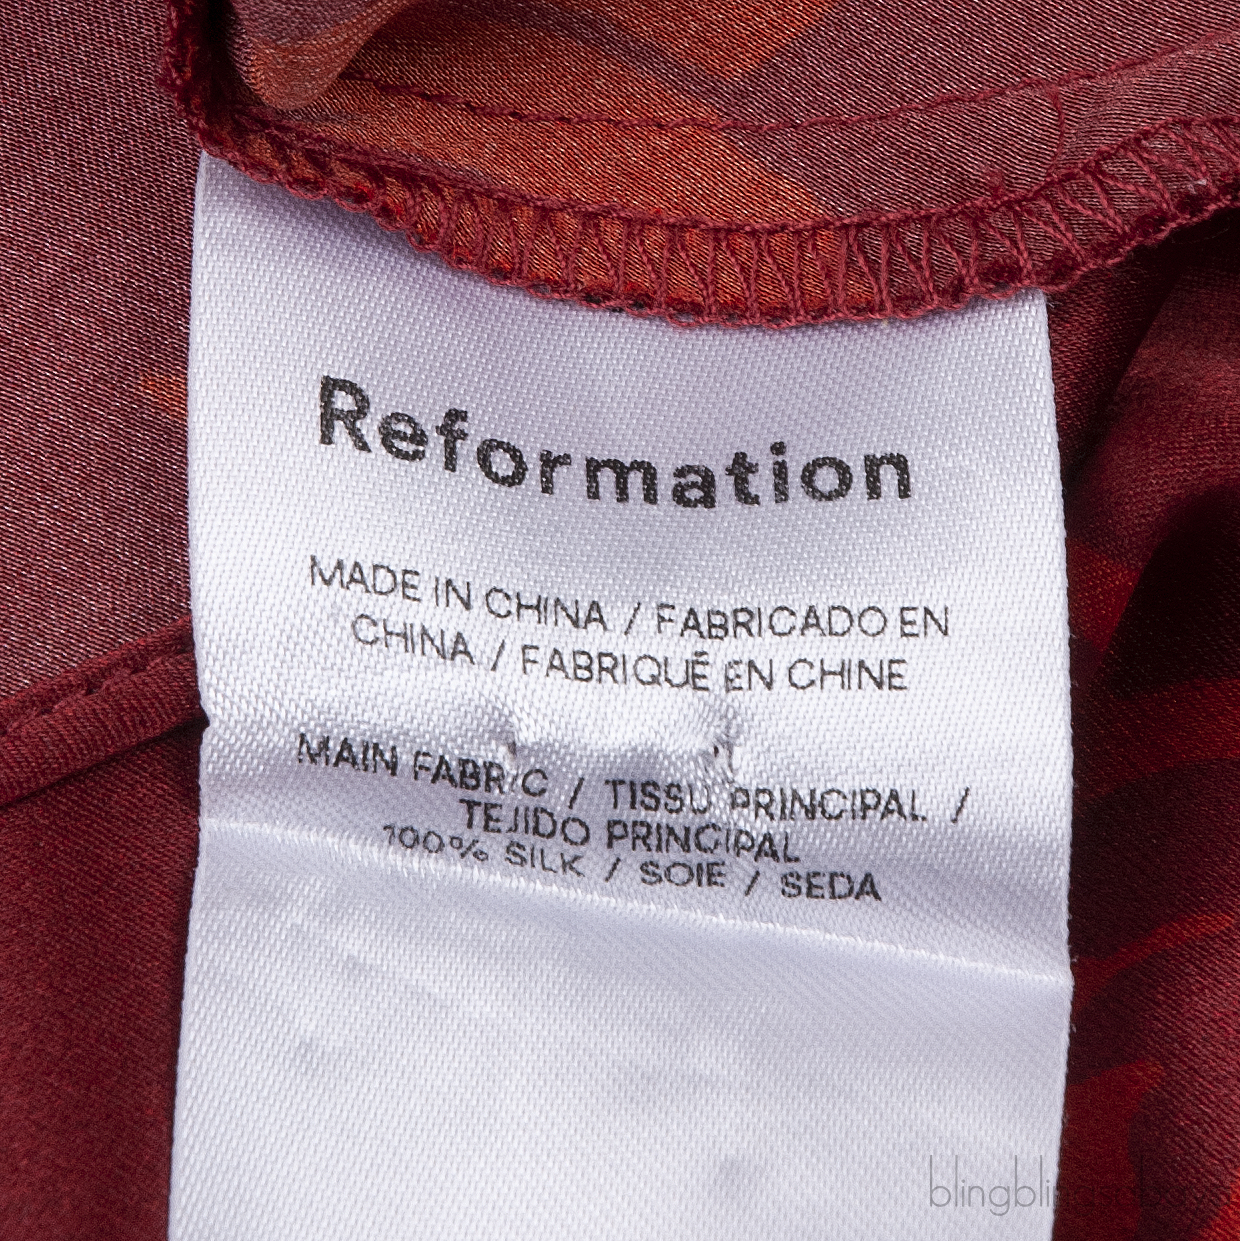 Reformation
MADE IN CHINA / FABRICADO EN
CHINA / FABRIQUÉ EN CHINE
MAIN FABRIC / TISSU PRINCIPAL /
TEJIDO PRINCIPAL
100% SILK / SOIE / SEDA